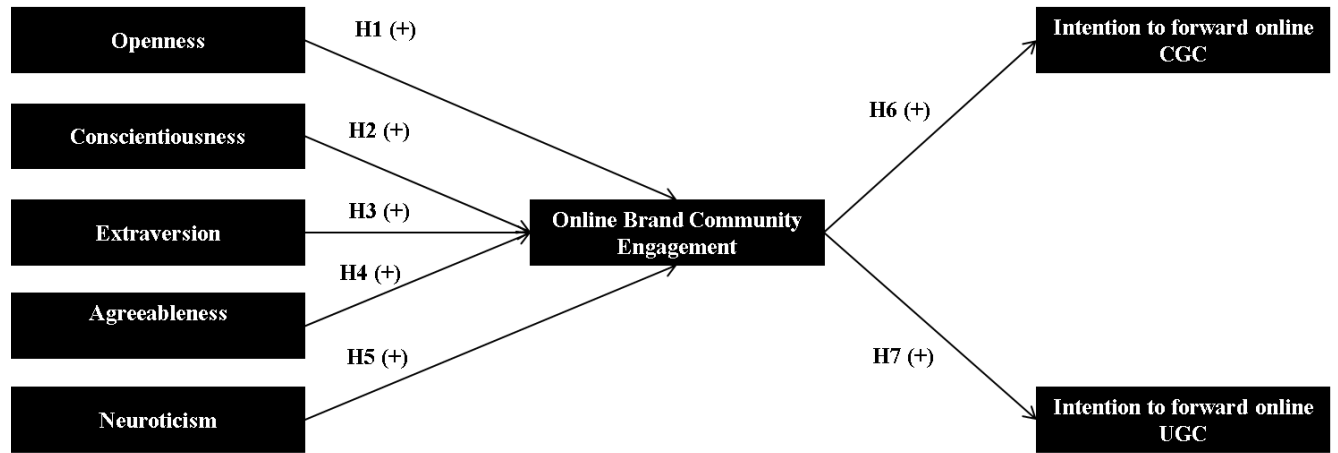 Openness
H1 (+)
Conscientiousness
H2 (+)
Extraversion
H3 (+)
Agreeableness
H4 (+)
Neuroticism
H5 (+)
Online Brand Community
Engagement
H6 (+)
H7 (+)
Intention to forward online
CGC
Intention to forward online
UGC